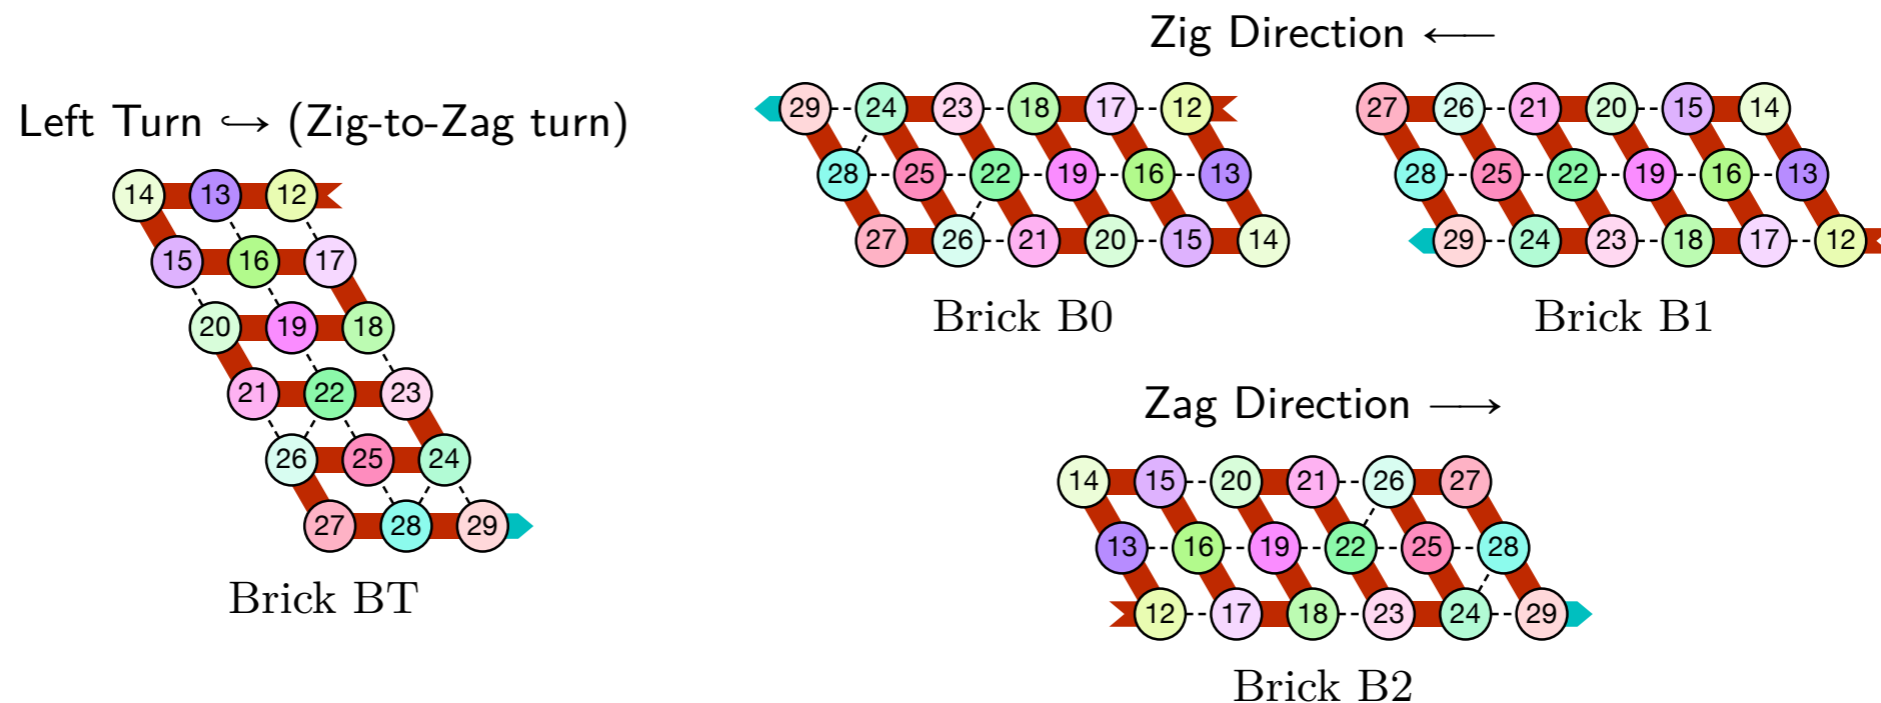 Left Turn ↪ (Zig-to-Zag turn)
14 13 12
15 16 17
20 19 18
21 22 23
26 25 24
27 28 29
Brick BT
Zig Direction ⟵
29 24 23 18 17 12
28 25 22 19 16 13
27 26 21 20 15 14
Brick B0
27 26 21 20 15 14
28 25 22 19 16 13
29 24 23 18 17 12
Brick B1
Zag Direction ⟶
14 15 20 21 26 27
13 16 19 22 25 28
12 17 18 23 24 29
Brick B2